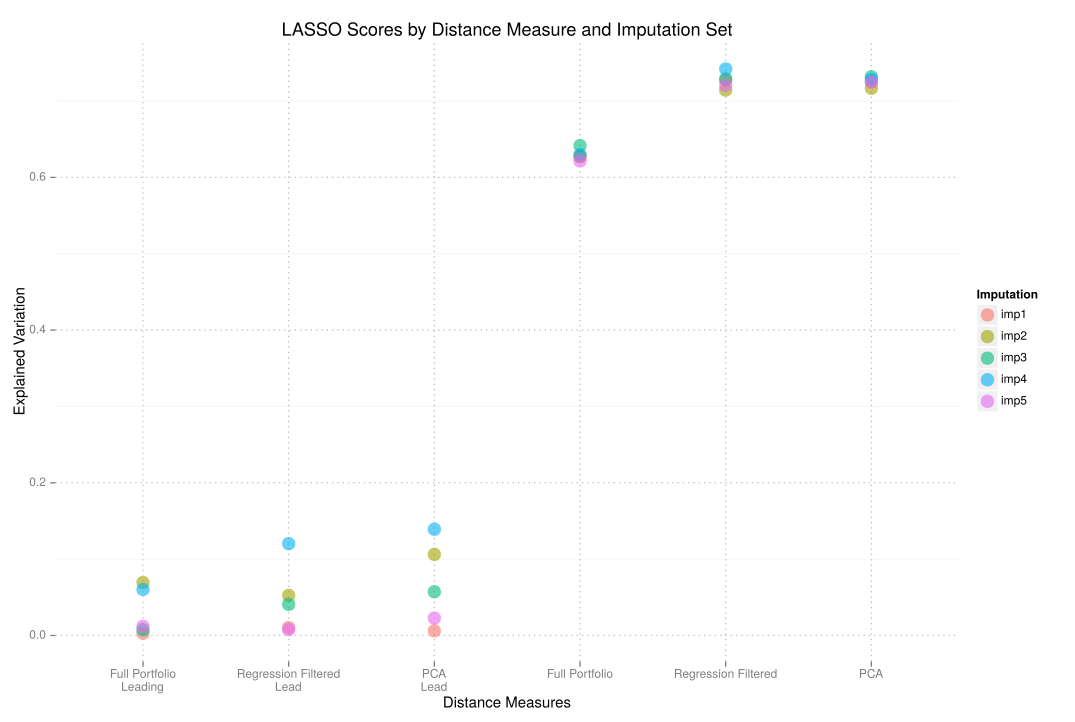 LASSO Scores by Distance Measure and Imputation Set
Explained Variation
0.6
0.4
0.2
0.0
Full Portfolio
Leading
Regression Filtered
Lead
PCA
Lead
Full Portfolio
Regression Filtered
PCA
Distance Measures
Imputation
imp1
imp2
imp3
imp4
imp5